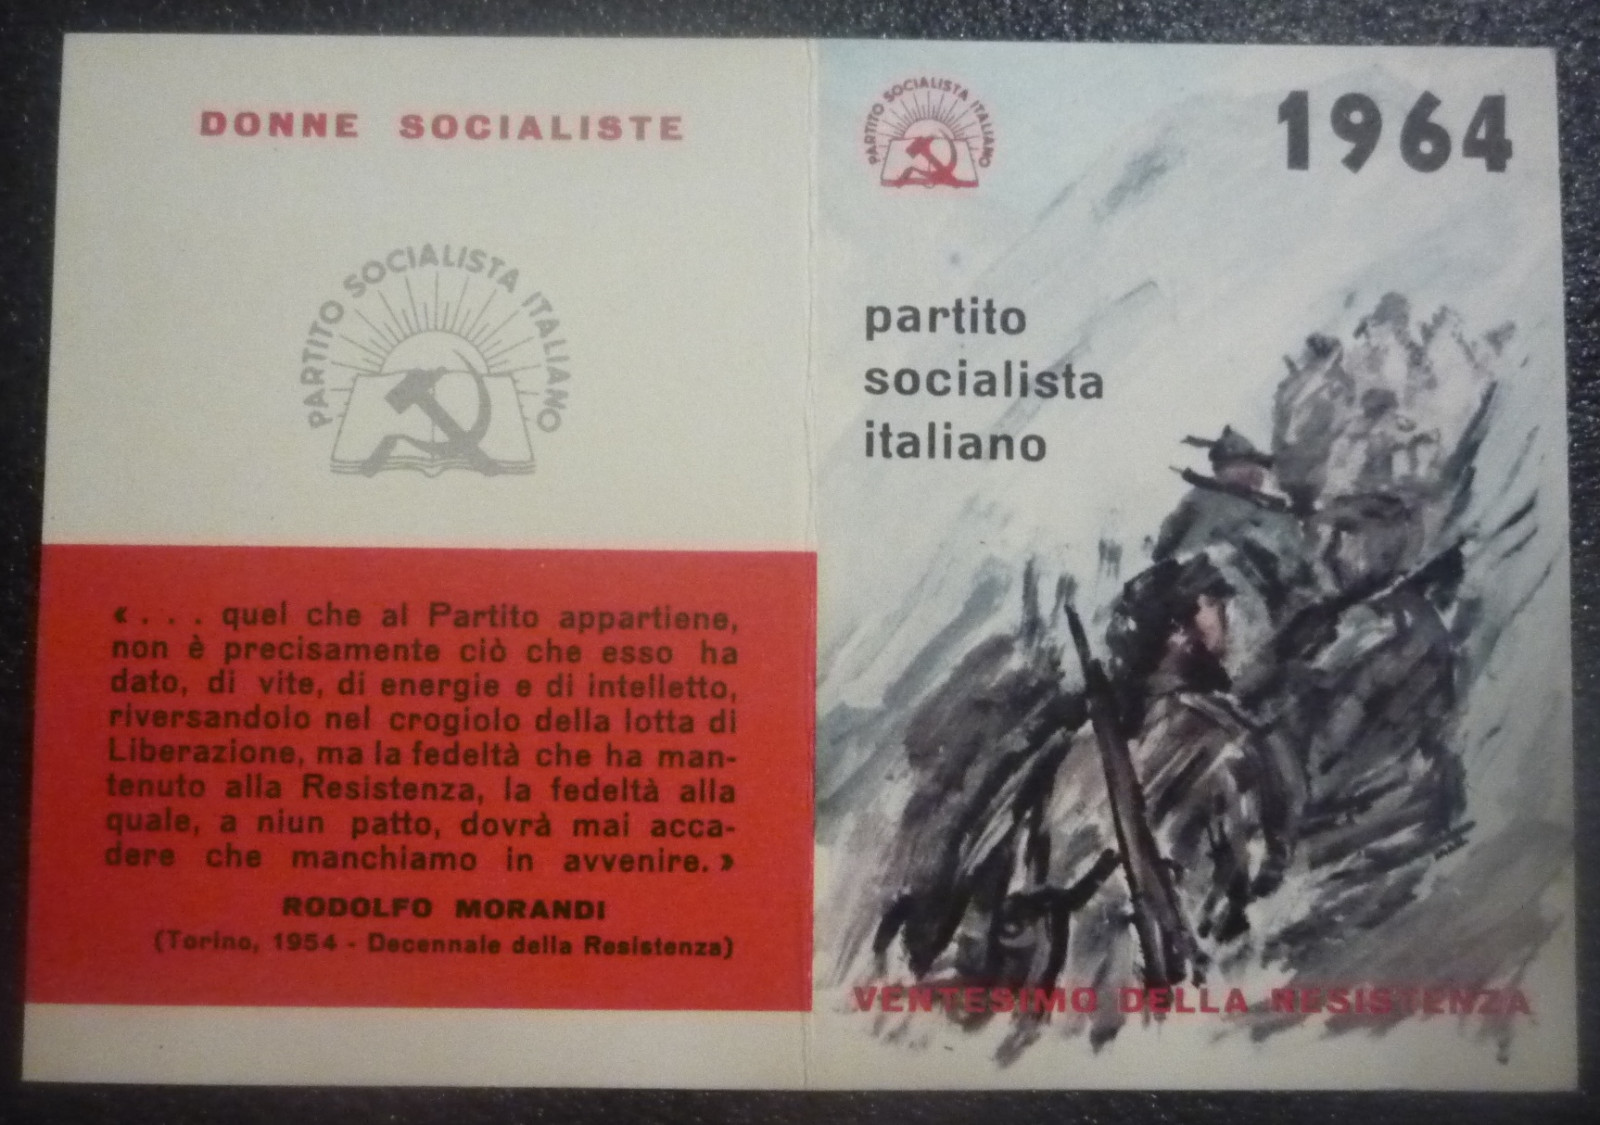 DONNE SOCIALISTE
PARTITO SOCIALISTA ITALIANO
« . . . quel che al Partito appartiene,
non è precisamente ciò che esso ha
dato, di vite, di energie e di intelletto,
riversandolo nel crogiolo della lotta di
Liberazione, ma la fedeltà che ha man-
tenuto alla Resistenza, la fedeltà alla
quale, a niun patto, dovrà mai acca-
dere che manchiamo in avvenire. »
RODOLFO MORANDI
(Torino, 1954 - Decennale della Resistenza)
PARTITO SOCIALISTA ITALIANO
1964
partito
socialista
italiano
VENTESIMO DELLA RESISTENZA